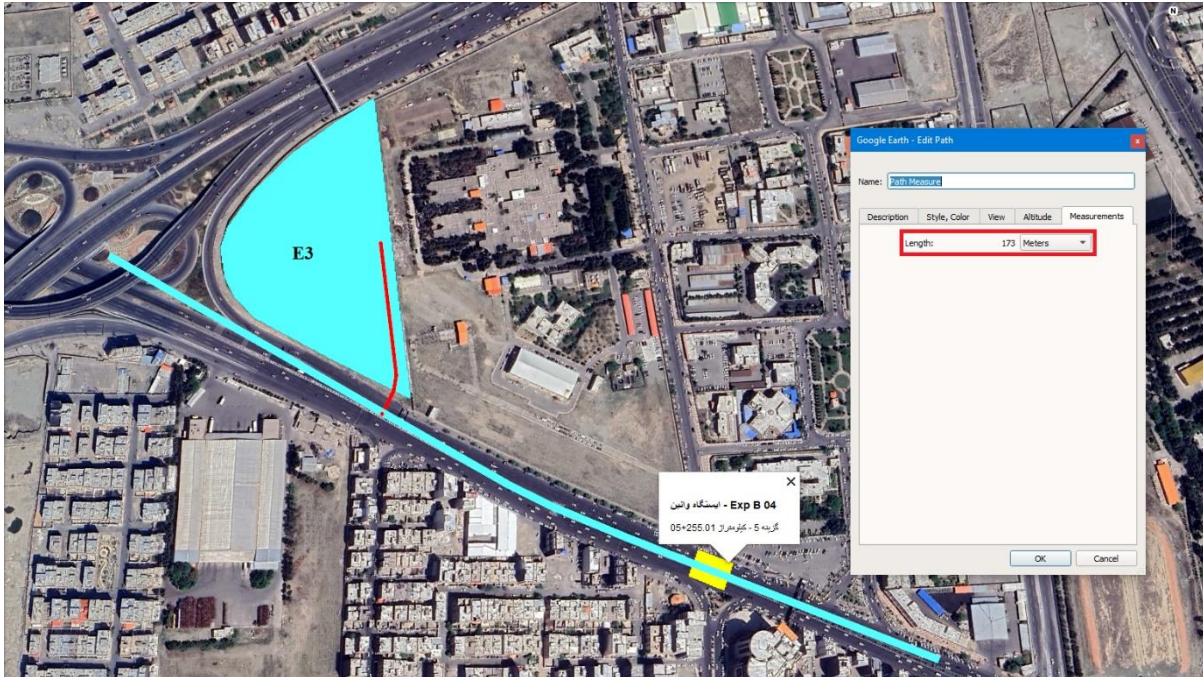 N
Google Earth - Edit Path
x
Name: Path Measure
Description Style, Color View Altitude Measurements
Length: 173 Meters
E3
Exp B 04 - ایستگاه واثین
گزینه 5 - کیلومتراژ 05+255.01
OK Cancel